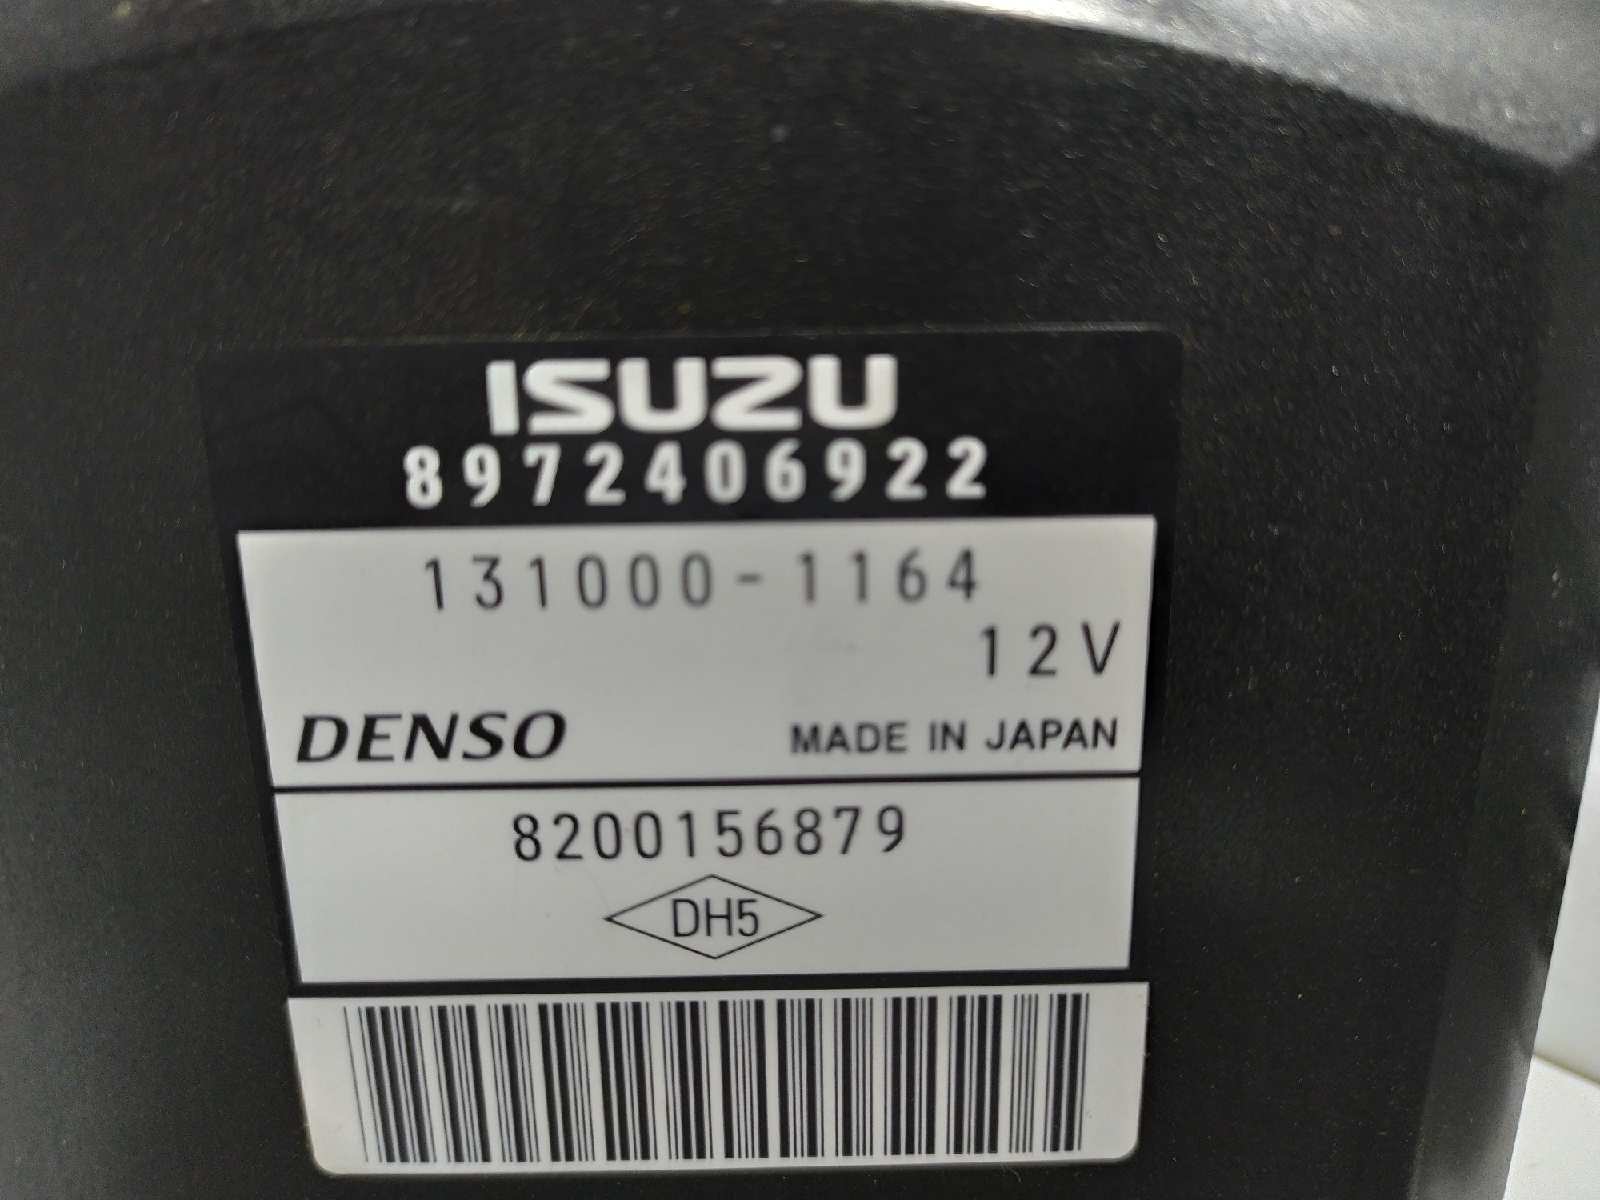 ISUZU
8972406922
131000-1164
12V
DENSO MADE IN JAPAN
8200156879
DH5